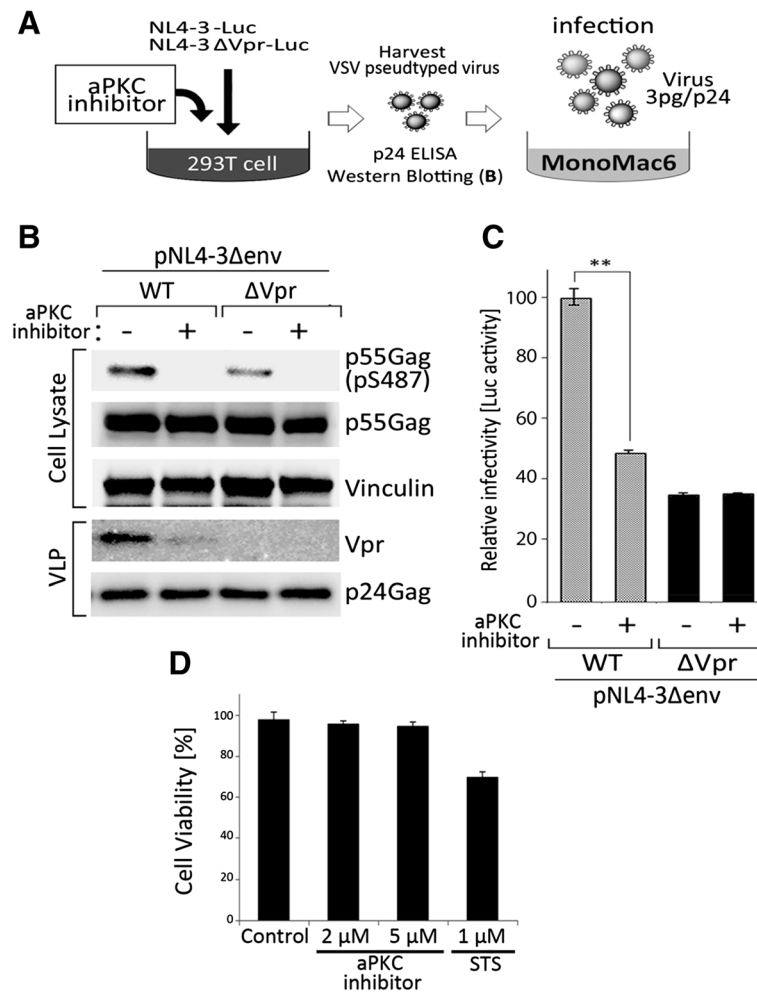 A
NL4-3-Luc
NL4-3 ΔVpr-Luc
aPKC
inhibitor
293T cell
Harvest
VSV pseudtyped virus
p24 ELISA
Western Blotting (B)
infection
Virus
3pg/p24
MonoMac6
B
pNL4-3Δenv
WT ΔVpr
aPKC
inhibitor : - + - +
Cell Lysate
p55Gag
(pS487)
p55Gag
Vinculin
VLP
Vpr
p24Gag
C
Relative infectivity [Luc activity]
**
100
80
60
40
20
0
aPKC
inhibitor - + - +
WT ΔVpr
pNL4-3Δenv
D
Cell Viability [%]
100
80
60
40
20
0
Control 2 µM 5 µM 1 µM
aPKC
inhibitor
STS